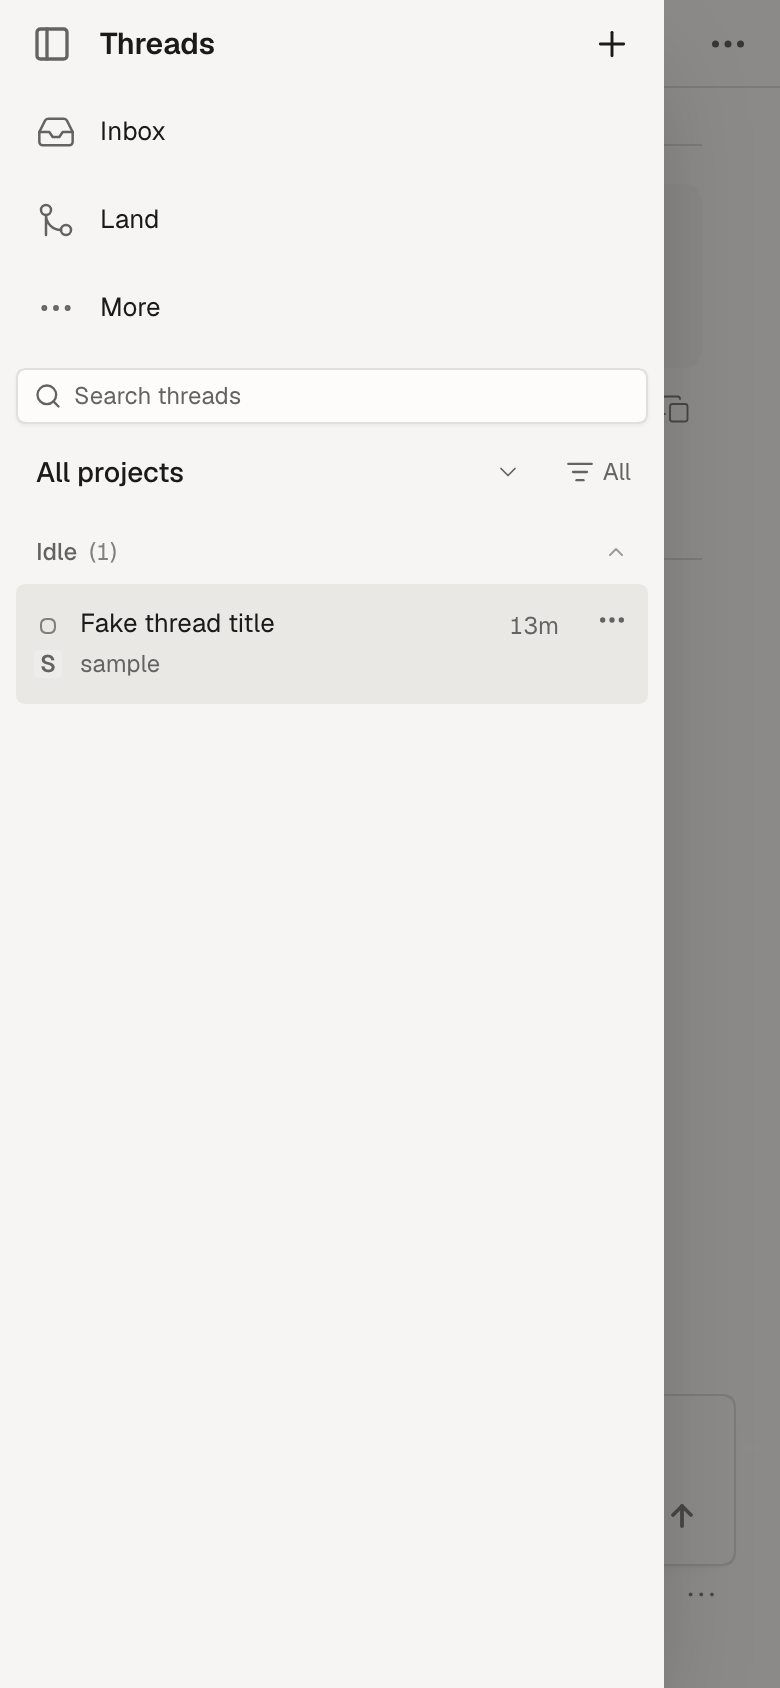 Threads
Inbox
Land
More
Search threads
All projects All
Idle (1)
Fake thread title 13m
S sample